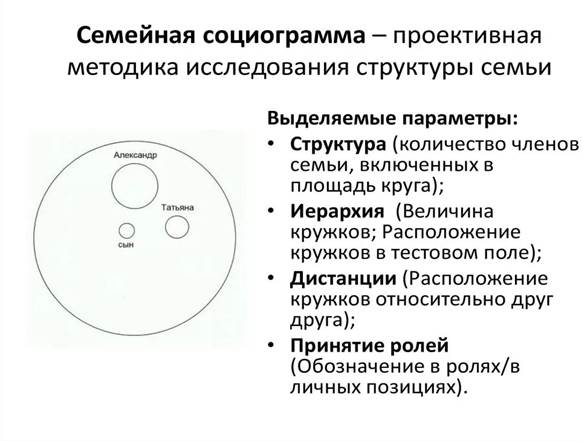 Семейная социограмма – проективная
методика исследования структуры семьи
Александр
Татьяна
сын
Выделяемые параметры:
• Структура (количество членов
семьи, включенных в
площадь круга);
• Иерархия (Величина
кружков; Расположение
кружков в тестовом поле);
• Дистанции (Расположение
кружков относительно друг
друга);
• Принятие ролей
(Обозначение в ролях/в
личных позициях).